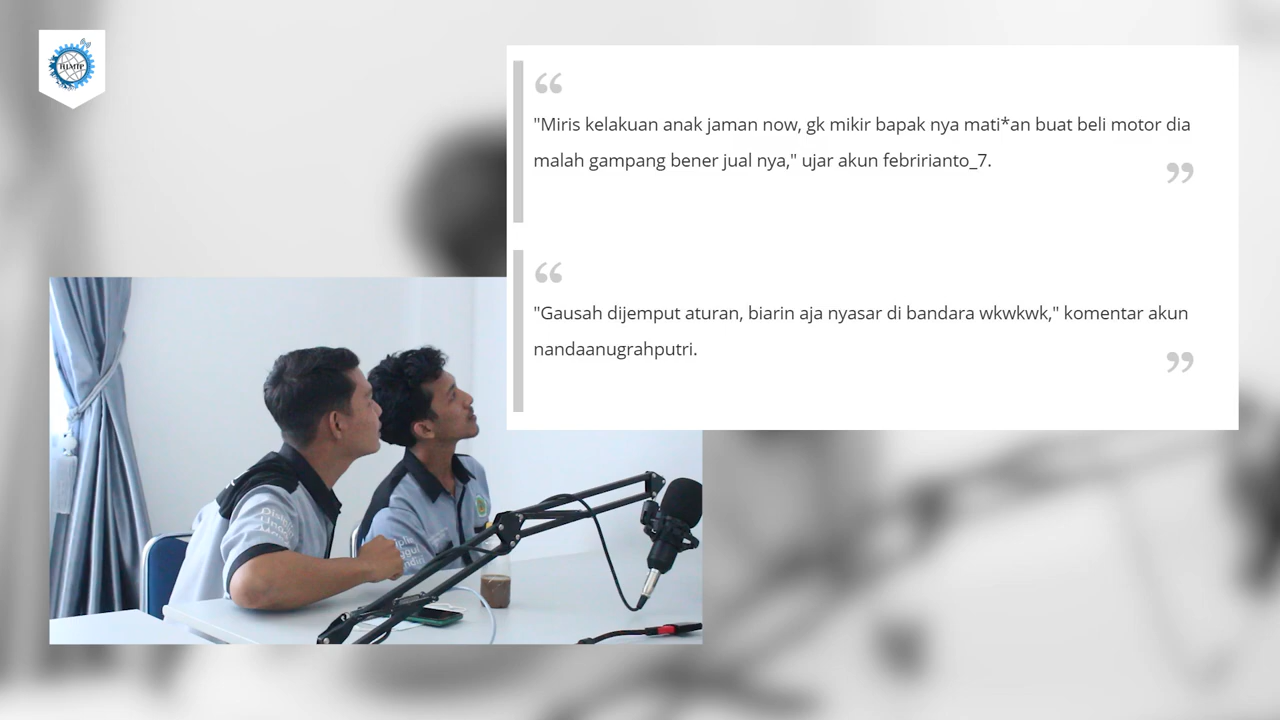 HIMIP
"Miris kelakuan anak jaman now, gk mikir bapak nya mati*an buat beli motor dia
malah gampang bener jual nya," ujar akun febririanto_7.
"Gausah dijemput aturan, biarin aja nyasar di bandara wkwkwk," komentar akun
nandaanugrahputri.